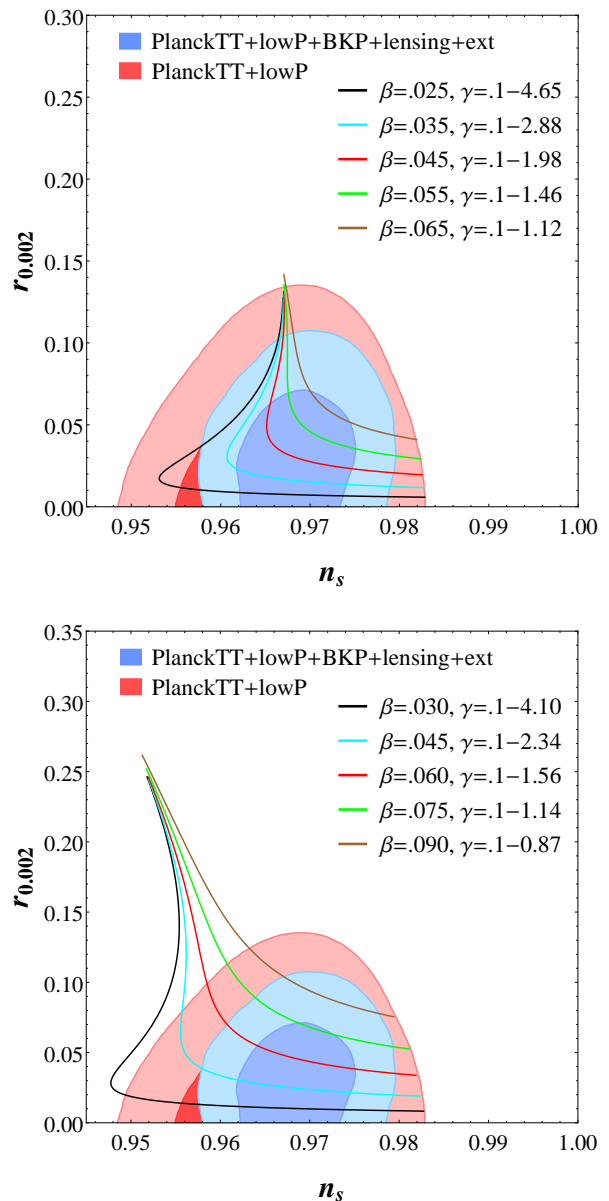 0.30
PlanckTT+lowP+BKP+lensing+ext
PlanckTT+lowP
0.25
β=.025, γ=.1−4.65
β=.035, γ=.1−2.88
β=.045, γ=.1−1.98
β=.055, γ=.1−1.46
β=.065, γ=.1−1.12
0.20
0.15
r0.002
0.10
0.05
0.00
0.95 0.96 0.97 0.98 0.99 1.00
ns
0.35
PlanckTT+lowP+BKP+lensing+ext
PlanckTT+lowP
0.30
β=.030, γ=.1−4.10
β=.045, γ=.1−2.34
β=.060, γ=.1−1.56
β=.075, γ=.1−1.14
β=.090, γ=.1−0.87
0.25
0.20
r0.002
0.15
0.10
0.05
0.00
0.95 0.96 0.97 0.98 0.99 1.00
ns